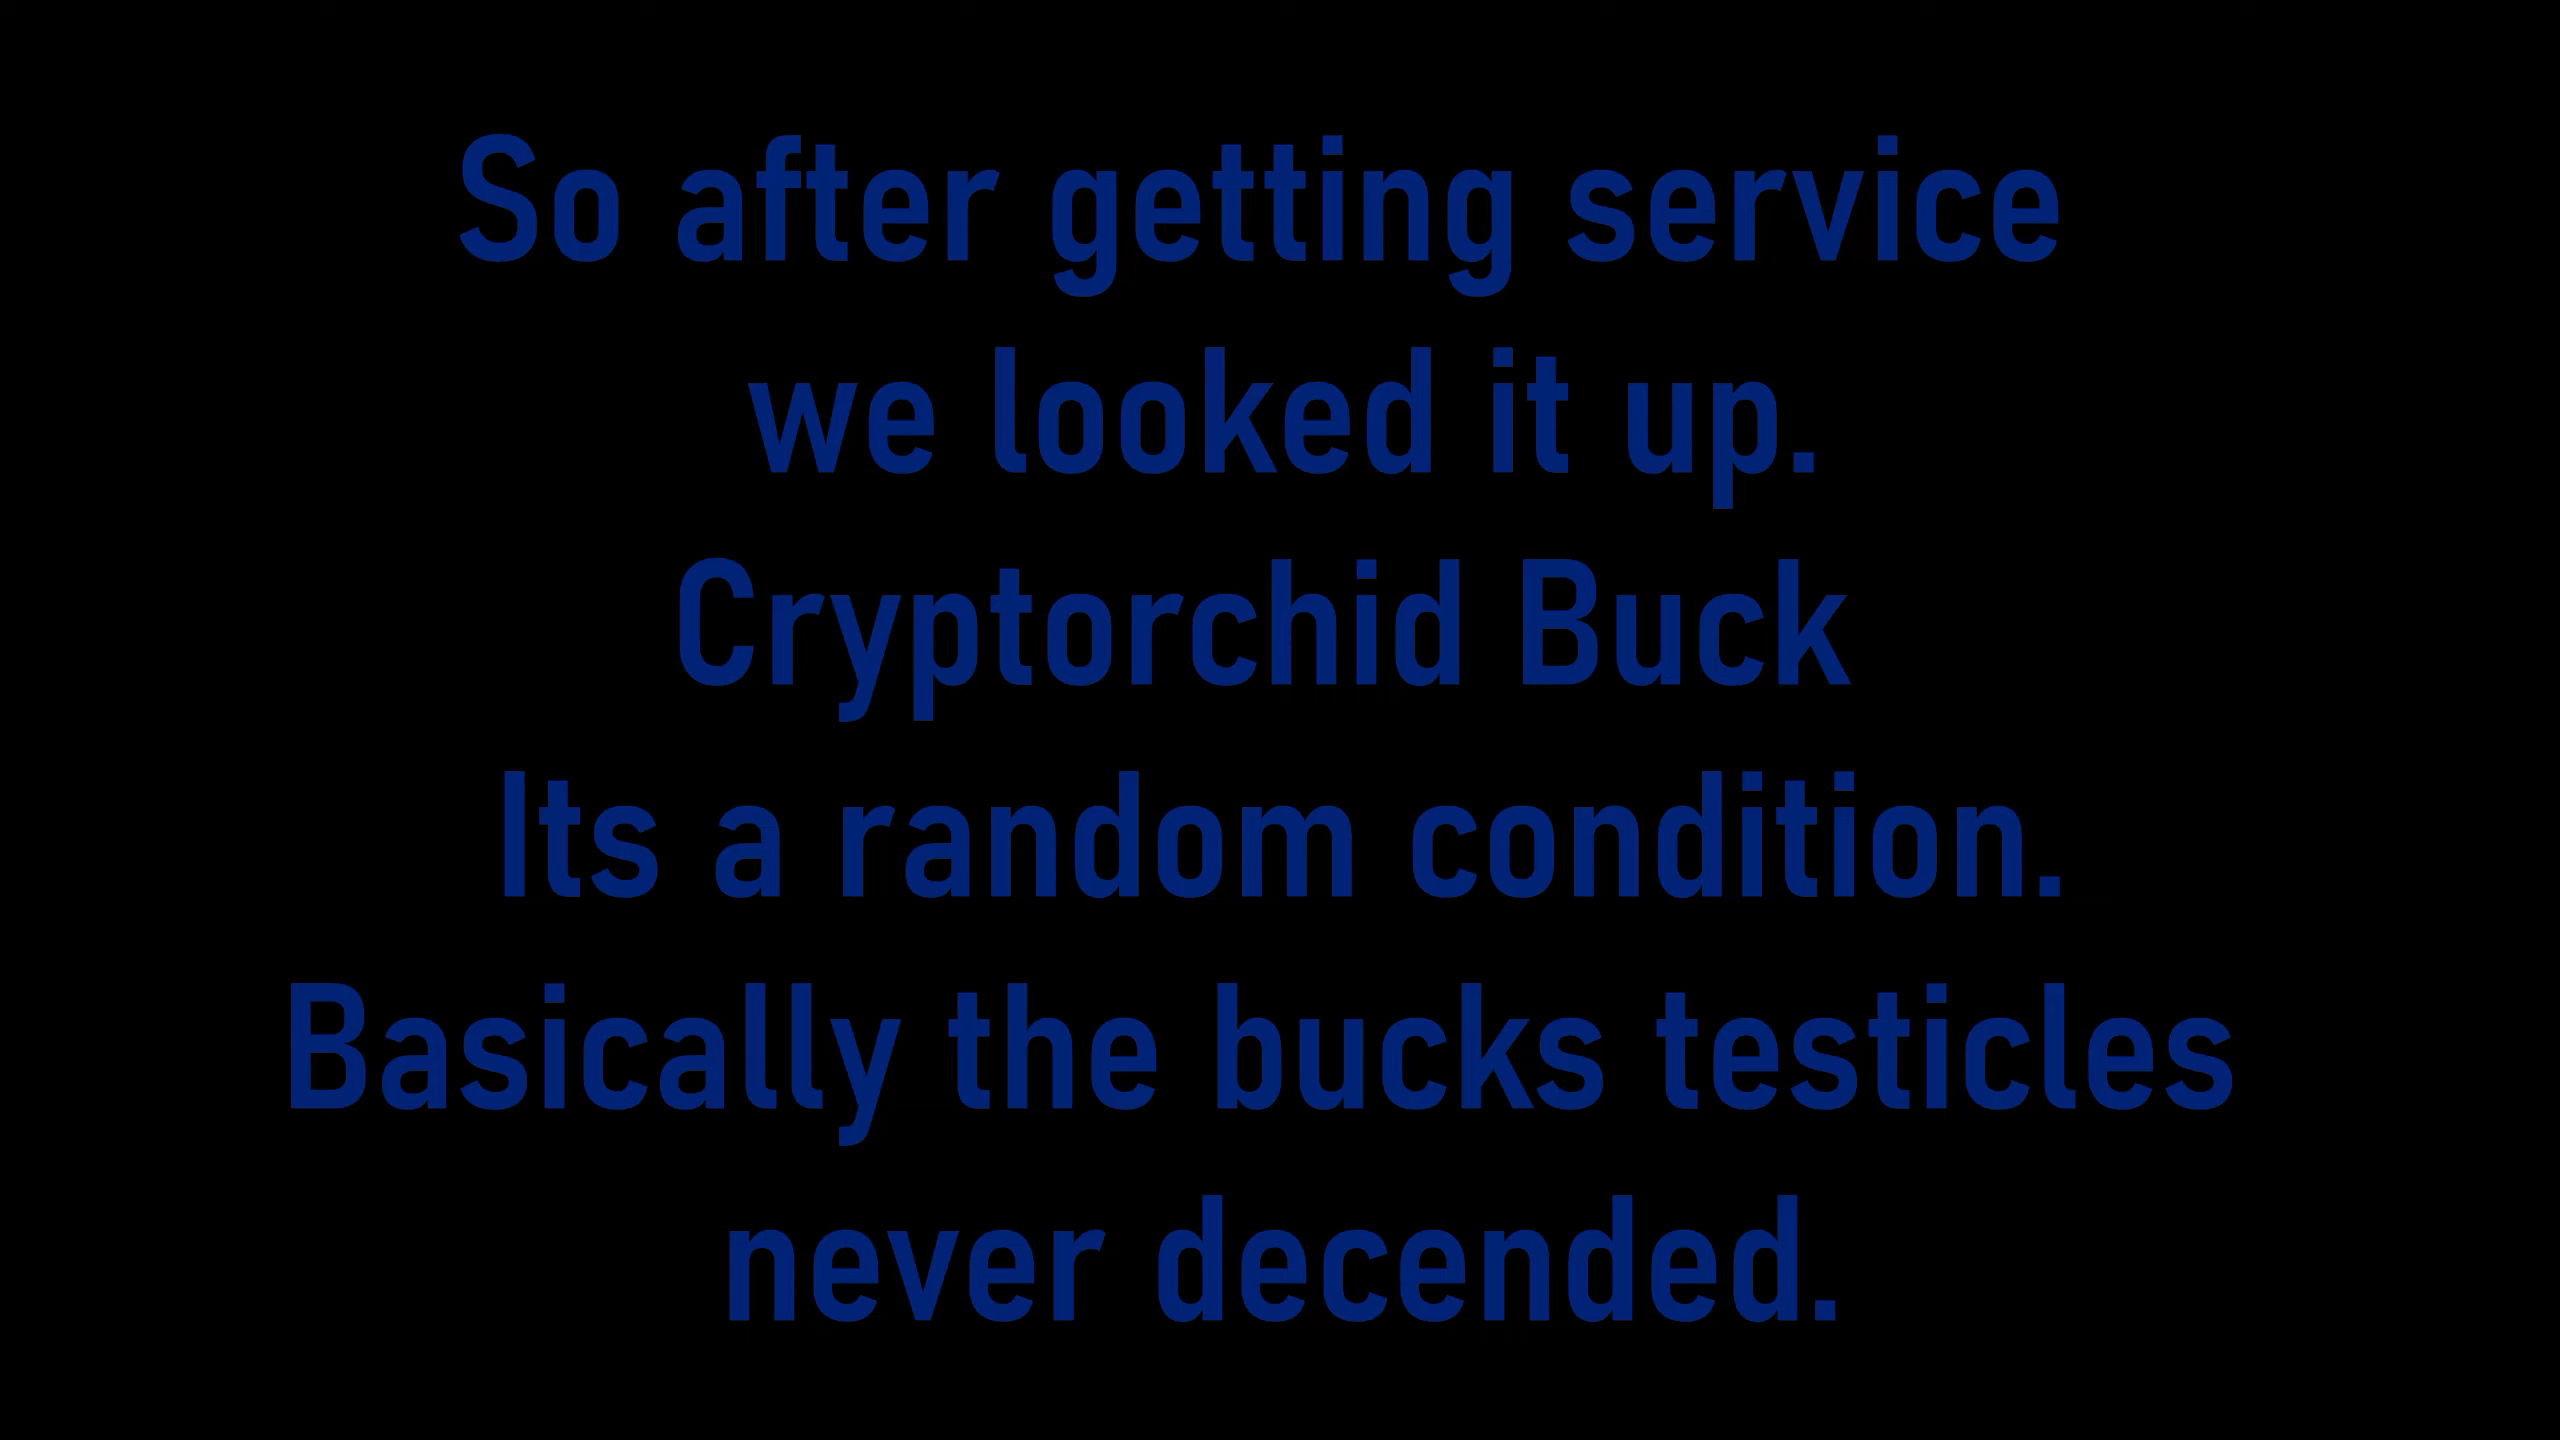 So after getting service
we looked it up.
Cryptorchid Buck
Its a random condition.
Basically the bucks testicles
never decended.